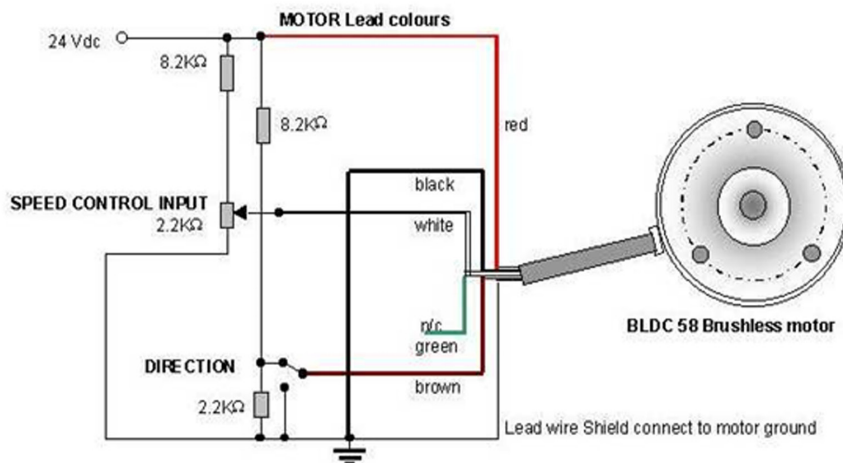 MOTOR Lead colours
24 Vdc
8.2KΩ
8.2KΩ
red
black
SPEED CONTROL INPUT
2.2KΩ
white
n/c
green
BLDC 58 Brushless motor
DIRECTION
brown
2.2KΩ
Lead wire Shield connect to motor ground